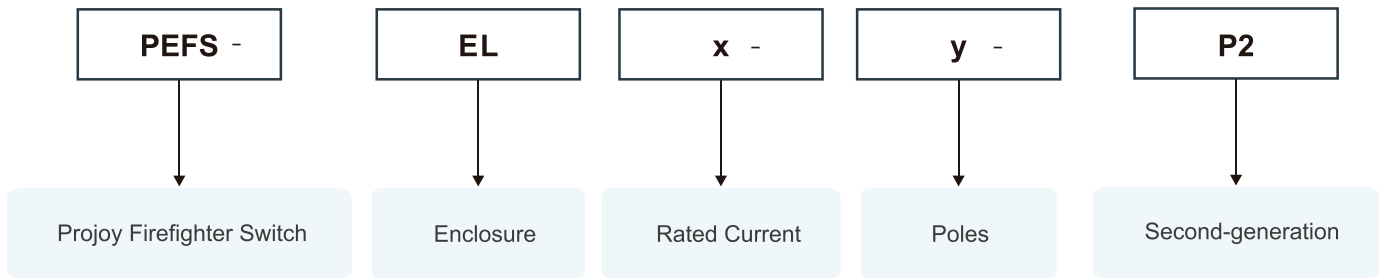 PEFS -
EL
x -
y -
P2
Projoy Firefighter Switch
Enclosure
Rated Current
Poles
Second-generation